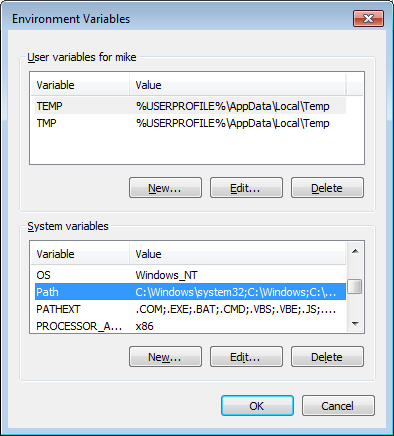 Environment Variables
User variables for mike
Variable Value
TEMP %USERPROFILE%\AppData\Local\Temp
TMP %USERPROFILE%\AppData\Local\Temp
New... Edit... Delete
System variables
Variable Value
OS Windows_NT
Path C:\Windows\system32;C:\Windows;C:\...
PATHEXT .COM;.EXE;.BAT;.CMD;.VBS;.VBE;.JS;....
PROCESSOR_A... x86
New... Edit... Delete
OK Cancel